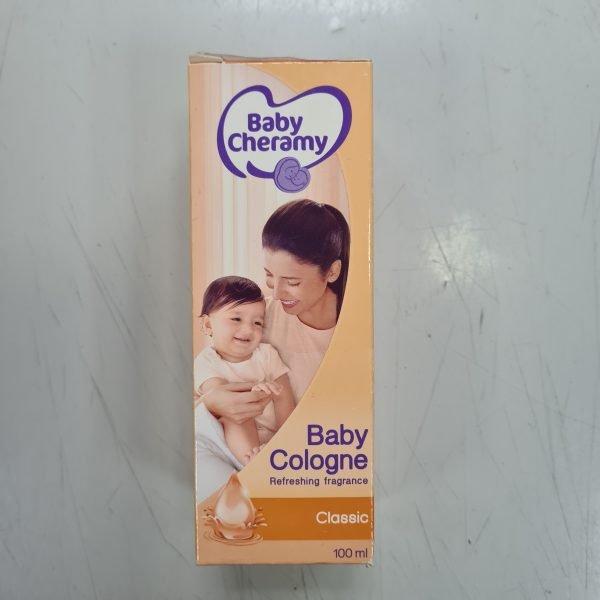 Baby
Cheramy
Baby
Cologne
Refreshing fragrance
Classic
100 ml